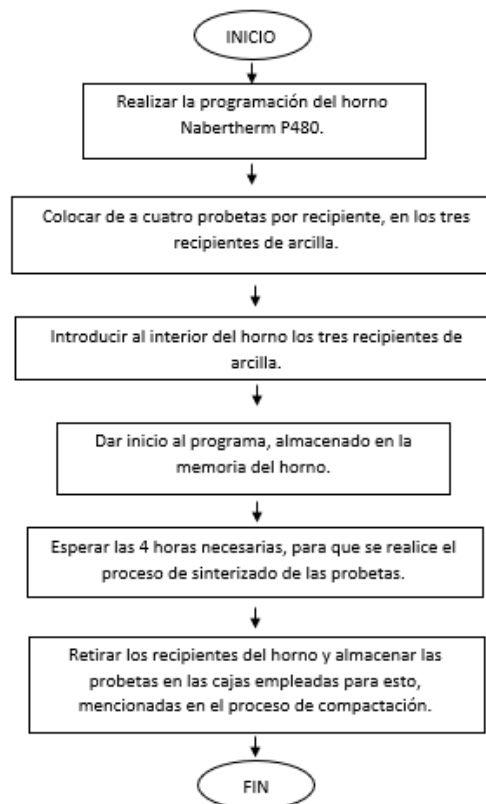 INICIO
Realizar la programación del horno
Nabertherm P480.
Colocar de a cuatro probetas por recipiente, en los tres
recipientes de arcilla.
Introducir al interior del horno los tres recipientes de
arcilla.
Dar inicio al programa, almacenado en la
memoria del horno.
Esperar las 4 horas necesarias, para que se realice el
proceso de sinterizado de las probetas.
Retirar los recipientes del horno y almacenar las
probetas en las cajas empleadas para esto,
mencionadas en el proceso de compactación.
FIN